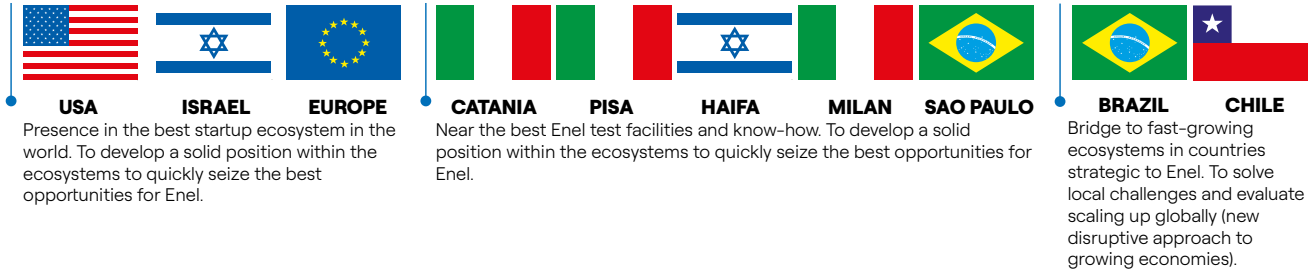 USA ISRAEL EUROPE
Presence in the best startup ecosystem in the
world. To develop a solid position within the
ecosystems to quickly seize the best
opportunities for Enel.
CATANIA PISA HAIFA MILAN SAO PAULO
Near the best Enel test facilities and know-how. To develop a solid
position within the ecosystems to quickly seize the best opportunities for
Enel.
BRAZIL CHILE
Bridge to fast-growing
ecosystems in countries
strategic to Enel. To solve
local challenges and evaluate
scaling up globally (new
disruptive approach to
growing economies).